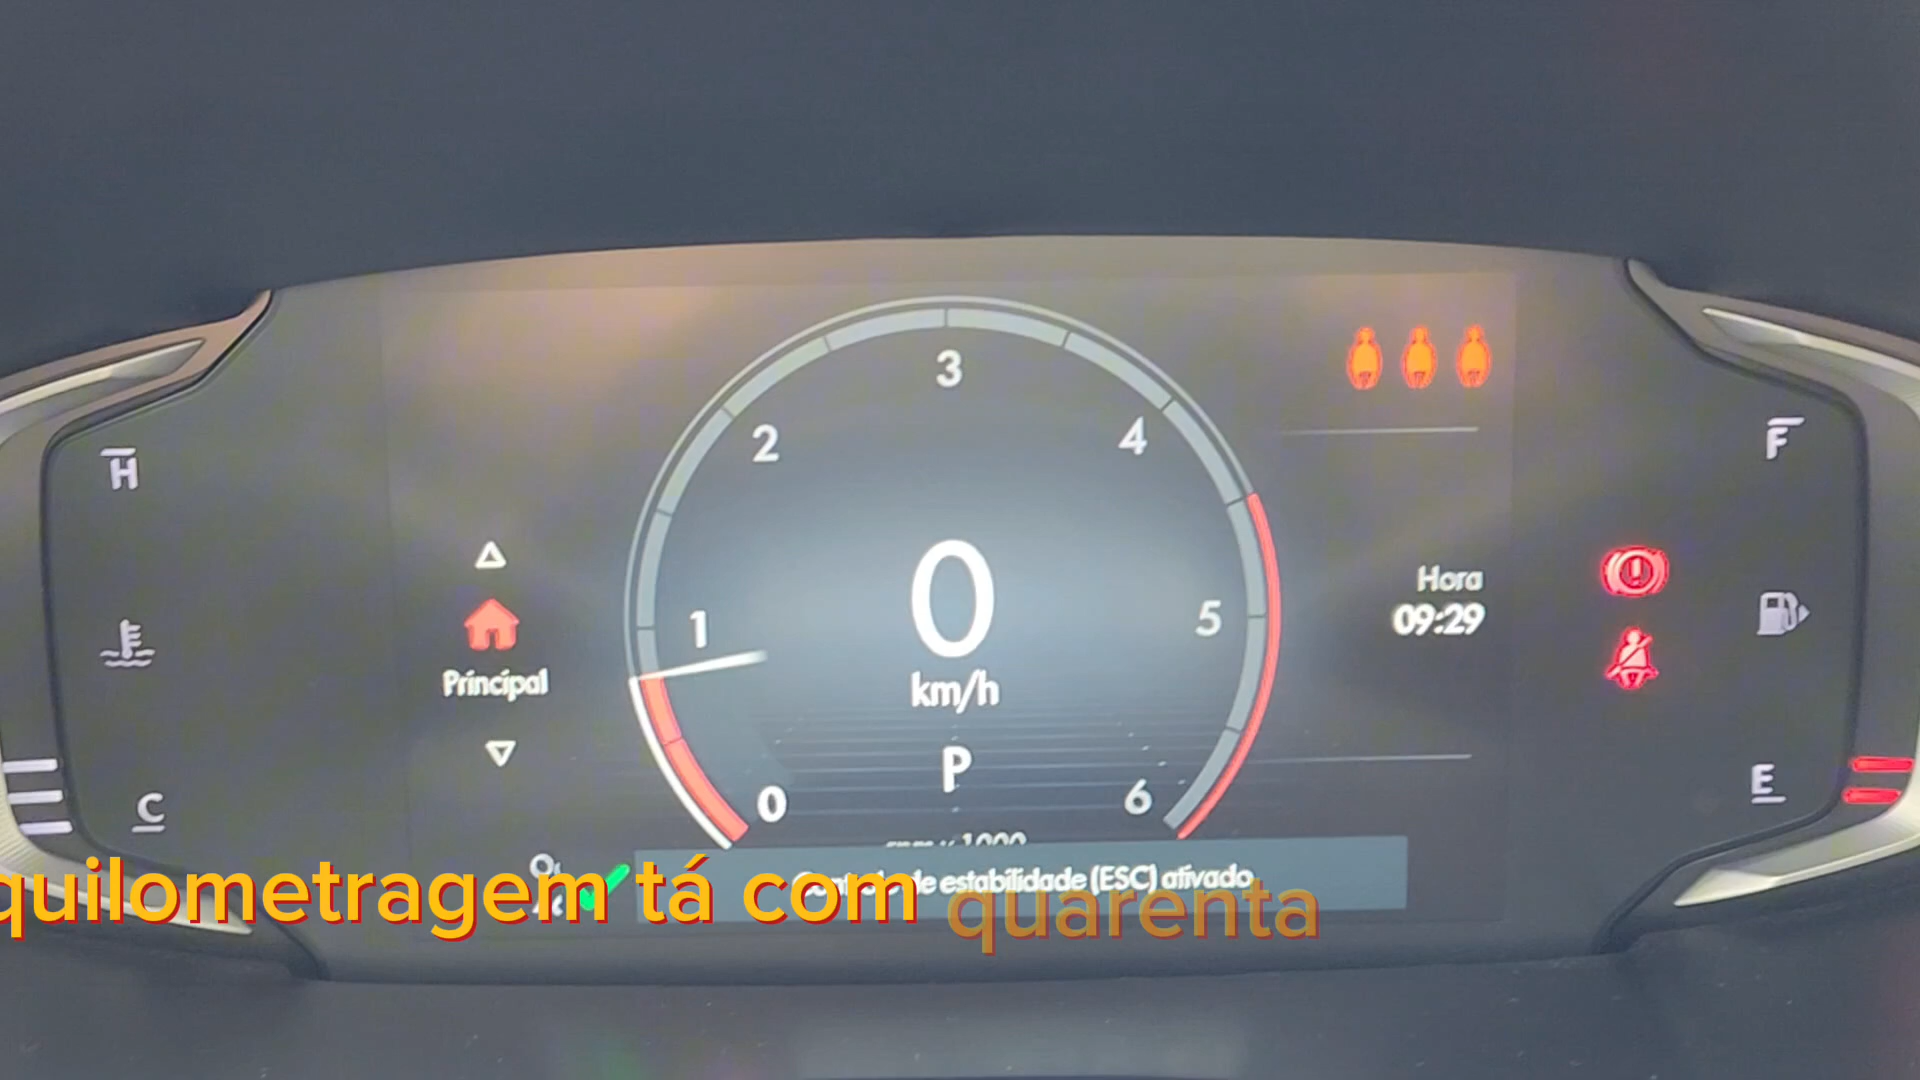 3
2
4
H
F
1
0
5
Hora
09:29
km/h
Principal
P
C
0
6
E
x 1000
Controle de estabilidade (ESC) ativado
quilometragem tá com quarenta